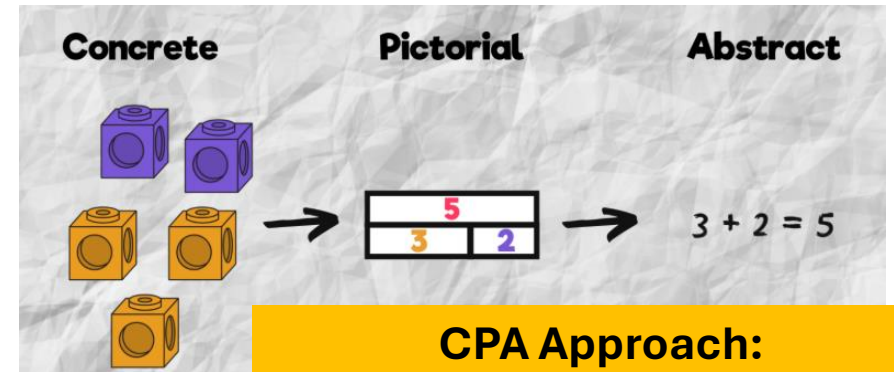 Concrete Pictorial Abstract
5
3 2
3 + 2 = 5
CPA Approach: